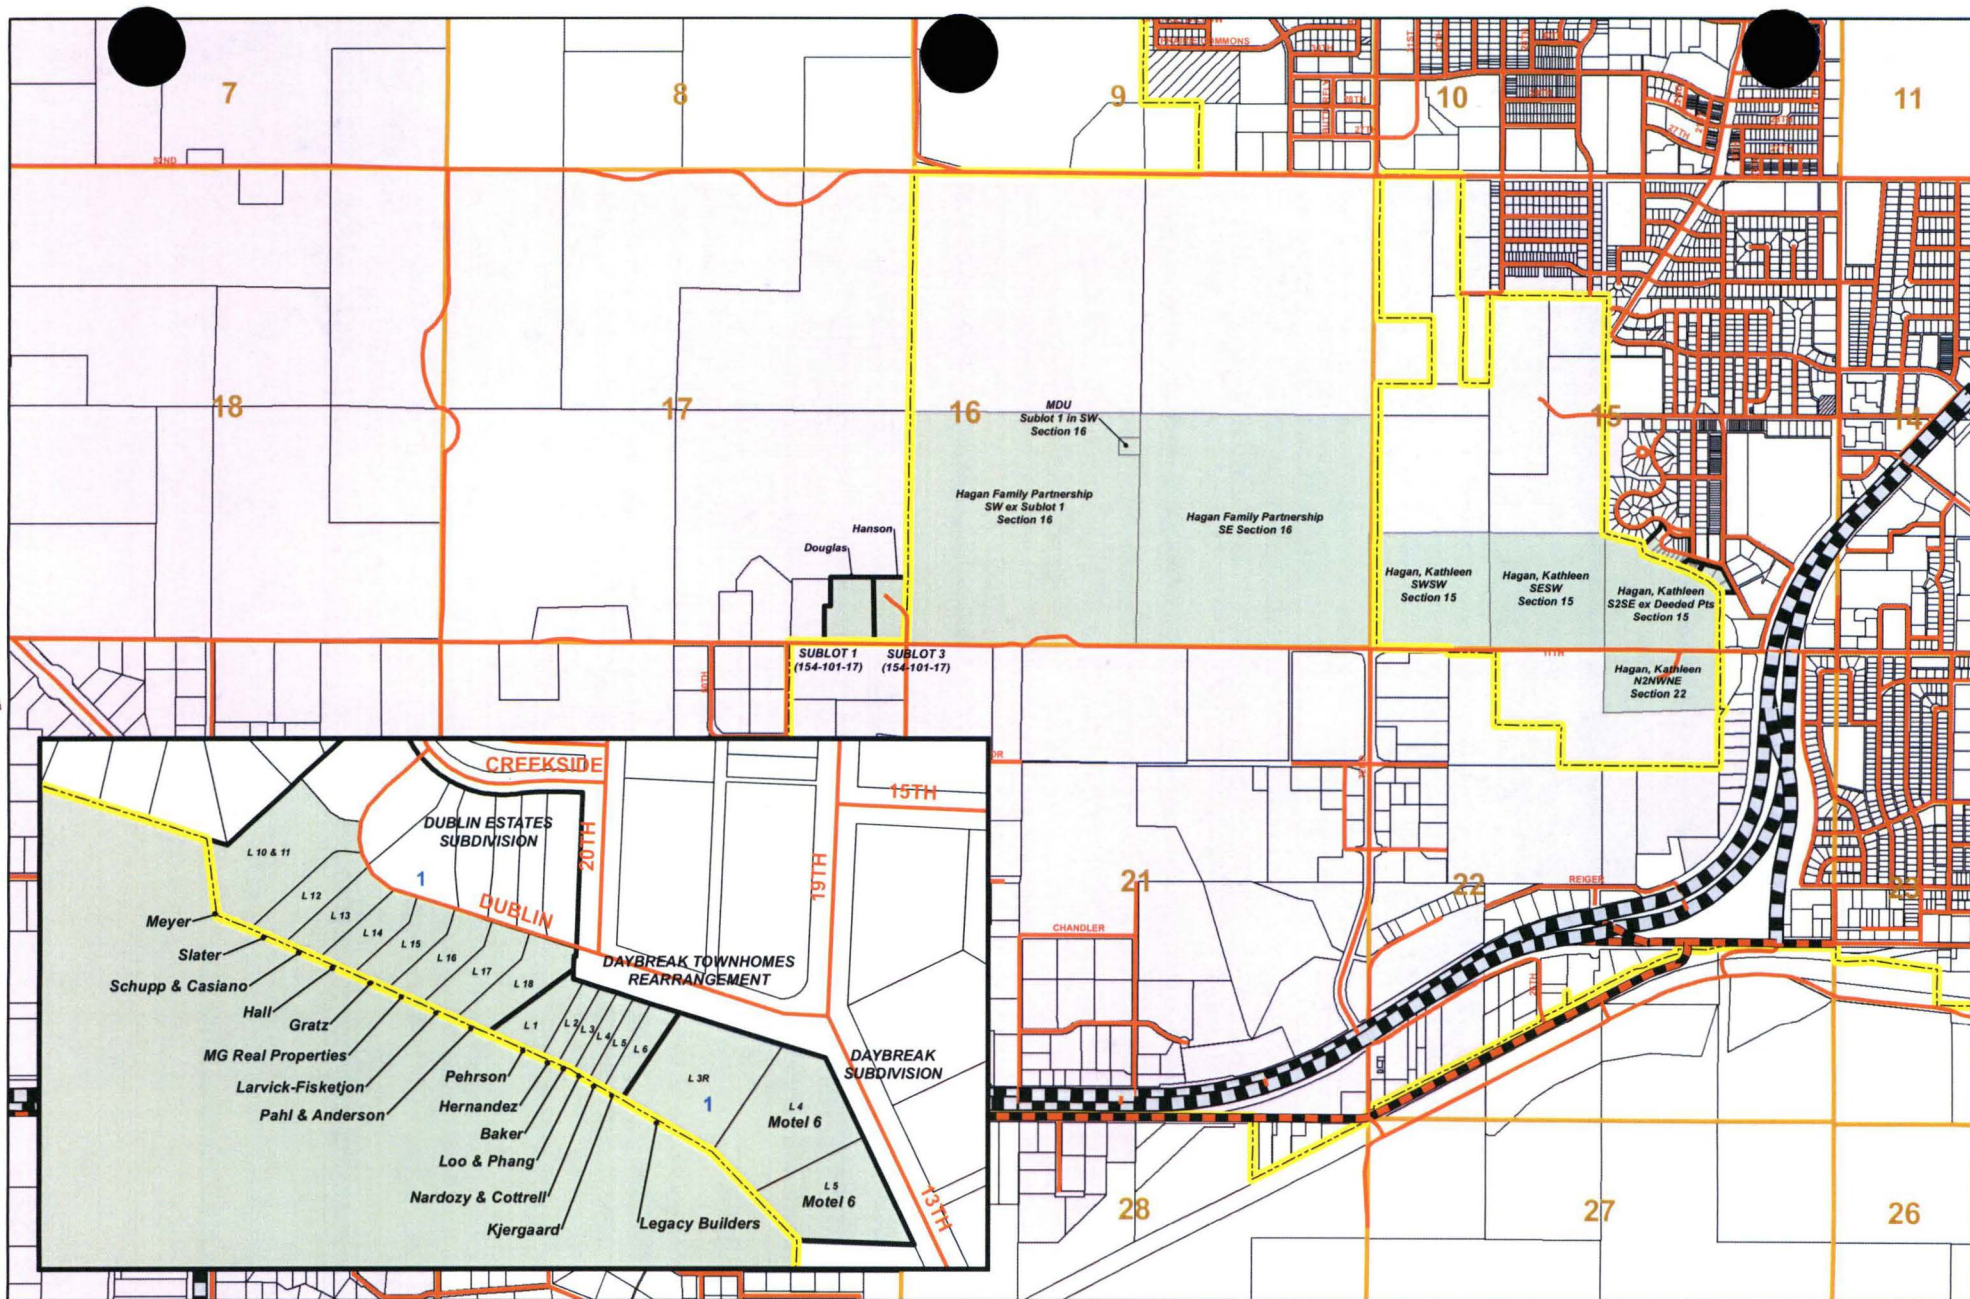 7
8
9
10
11
52ND
27TH
27TH
18
17
16
15
14
MDU
Sublot 1 in SW
Section 16
Hagan Family Partnership
SW ex Sublot 1
Section 16
Hagan Family Partnership
SE Section 16
Hanson
Douglas
Hagan, Kathleen
SWSW
Section 15
Hagan, Kathleen
SESW
Section 15
Hagan, Kathleen
S2SE ex Deeded Pts
Section 15
SUBLOT 1
(154-101-17)
SUBLOT 3
(154-101-17)
11TH
Hagan, Kathleen
N2NWNE
Section 22
CREEKSIDE
15TH
DUBLIN ESTATES
SUBDIVISION
20TH
19TH
L 10 & 11
1
L 12
L 13
DUBLIN
L 14
L 15
L 16
L 17
L 18
Meyer
Slater
Schupp & Casiano
Hall
Gratz
MG Real Properties
Larvick-Fisketjon
Pahl & Anderson
DAYBREAK TOWNHOMES
REARRANGEMENT
L 1
L 2
L 3
L 4
L 5
L 6
Pehrson
Hernandez
Baker
Loo & Phang
Nardozy & Cottrell
Kjergaard
Legacy Builders
DAYBREAK
SUBDIVISION
L 3R
1
L 4
Motel 6
L 5
Motel 6
13TH
21
22
23
REIGER
CHANDLER
26TH
28
27
26